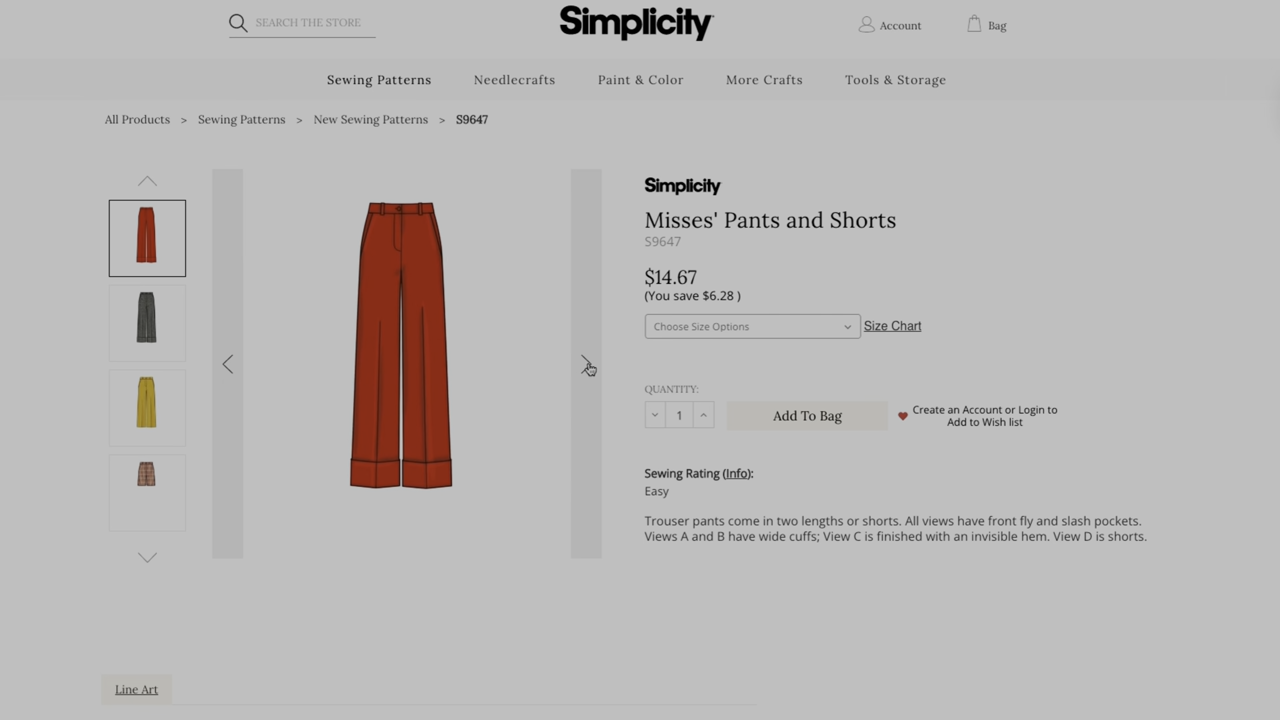 SEARCH THE STORE
Simplicity
Account
Bag
Sewing Patterns
Needlecrafts
Paint & Color
More Crafts
Tools & Storage
All Products > Sewing Patterns > New Sewing Patterns > S9647
Simplicity
Misses' Pants and Shorts
S9647
$14.67
(You save $6.28 )
Choose Size Options
Size Chart
QUANTITY:
1
Add To Bag
Create an Account or Login to
Add to Wish list
Sewing Rating (Info):
Easy
Trouser pants come in two lengths or shorts. All views have front fly and slash pockets.
Views A and B have wide cuffs; View C is finished with an invisible hem. View D is shorts.
Line Art